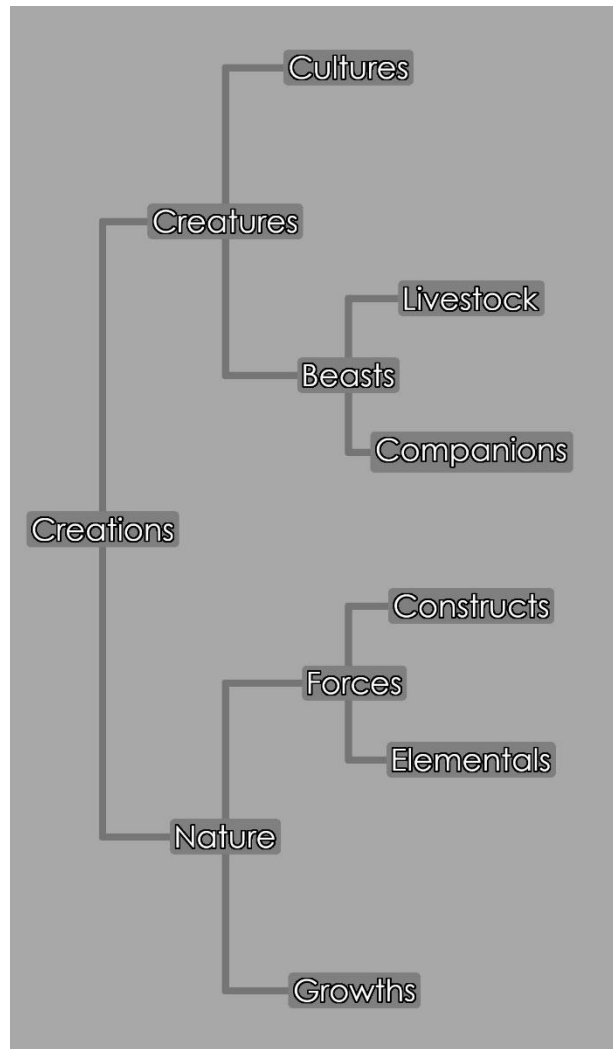 Cultures
Creatures
Livestock
Beasts
Companions
Creations
Constructs
Forces
Elementals
Nature
Growths